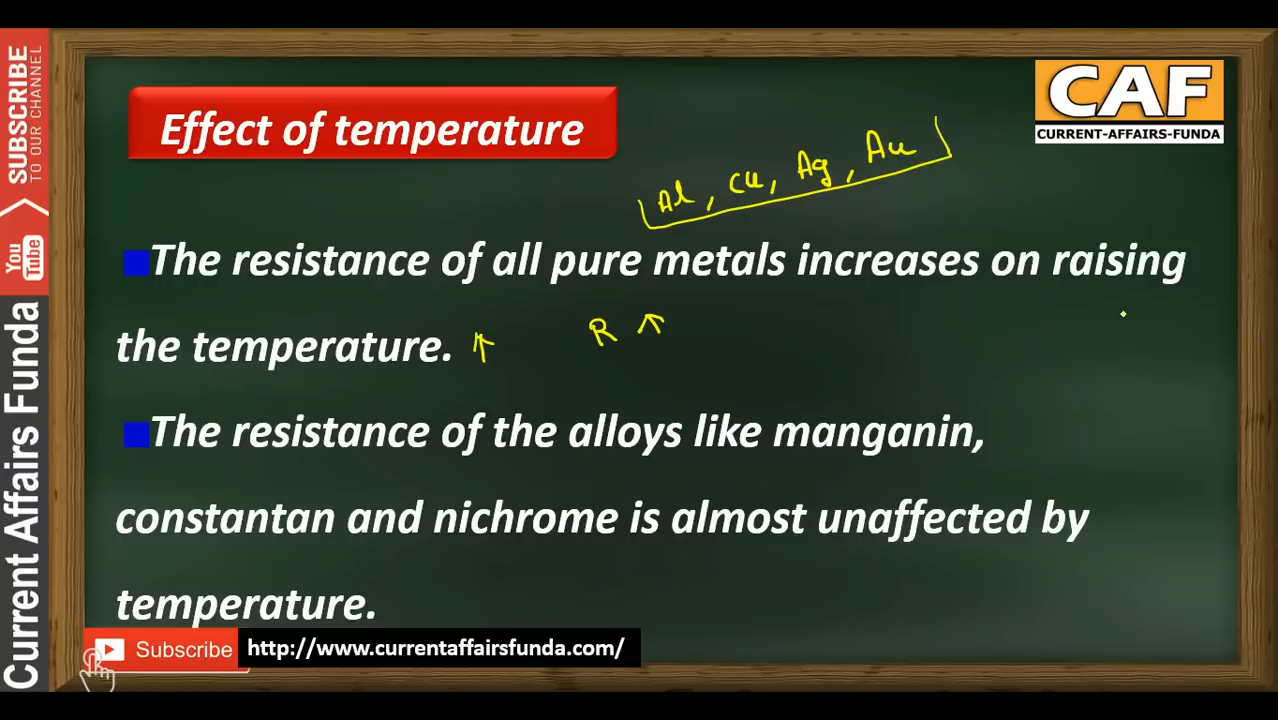 SUBSCRIBE
TO OUR CHANNEL
You
Tube
Current Affairs Funda
Effect of temperature
CAF
CURRENT-AFFAIRS-FUNDA
Al, Cu, Ag, Au
The resistance of all pure metals increases on raising
the temperature. ↑ R ↑
The resistance of the alloys like manganin,
constantan and nichrome is almost unaffected by
temperature.
Subscribe http://www.currentaffairsfunda.com/